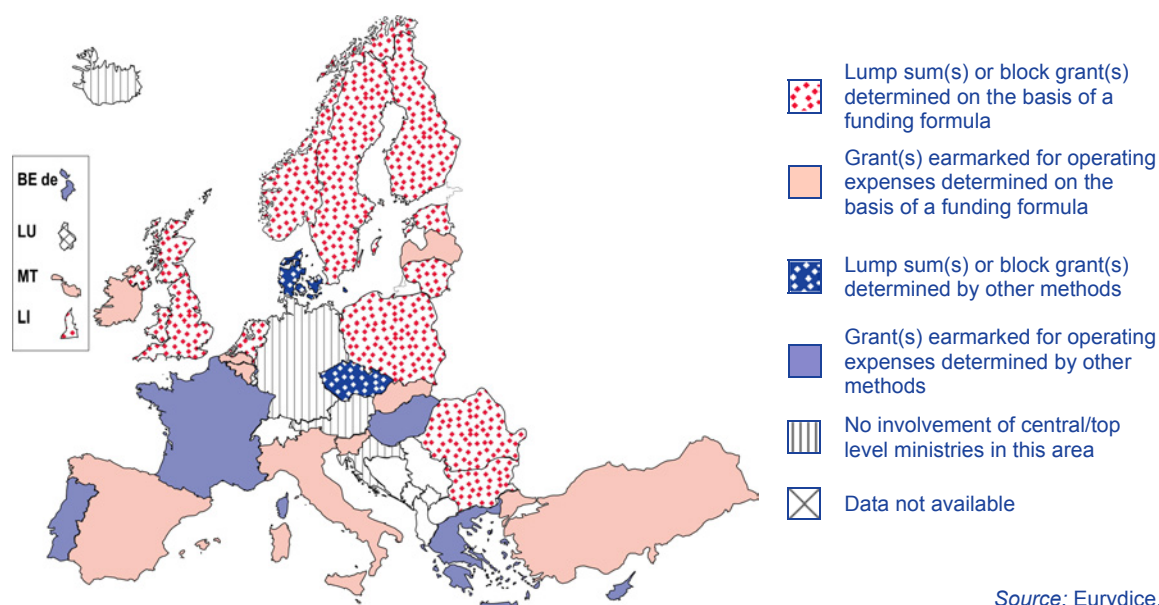 BE de
LU
MT
LI
Lump sum(s) or block grant(s)
determined on the basis of a
funding formula
Grant(s) earmarked for operating
expenses determined on the
basis of a funding formula
Lump sum(s) or block grant(s)
determined by other methods
Grant(s) earmarked for operating
expenses determined by other
methods
No involvement of central/top
level ministries in this area
Data not available
Source: Eurydice.